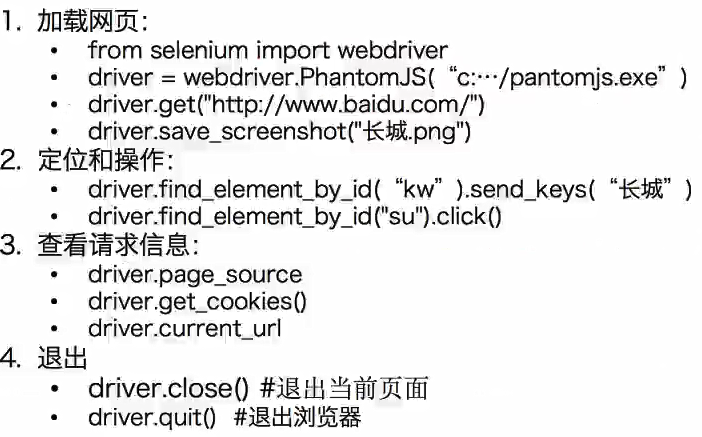 1. 加载网页：
• from selenium import webdriver
• driver = webdriver.PhantomJS(“c:…/pantomjs.exe”)
• driver.get("http://www.baidu.com/")
• driver.save_screenshot("长城.png")
2. 定位和操作：
• driver.find_element_by_id(“kw”).send_keys(“长城”)
• driver.find_element_by_id("su").click()
3. 查看请求信息：
• driver.page_source
• driver.get_cookies()
• driver.current_url
4. 退出
• driver.close() #退出当前页面
• driver.quit() #退出浏览器